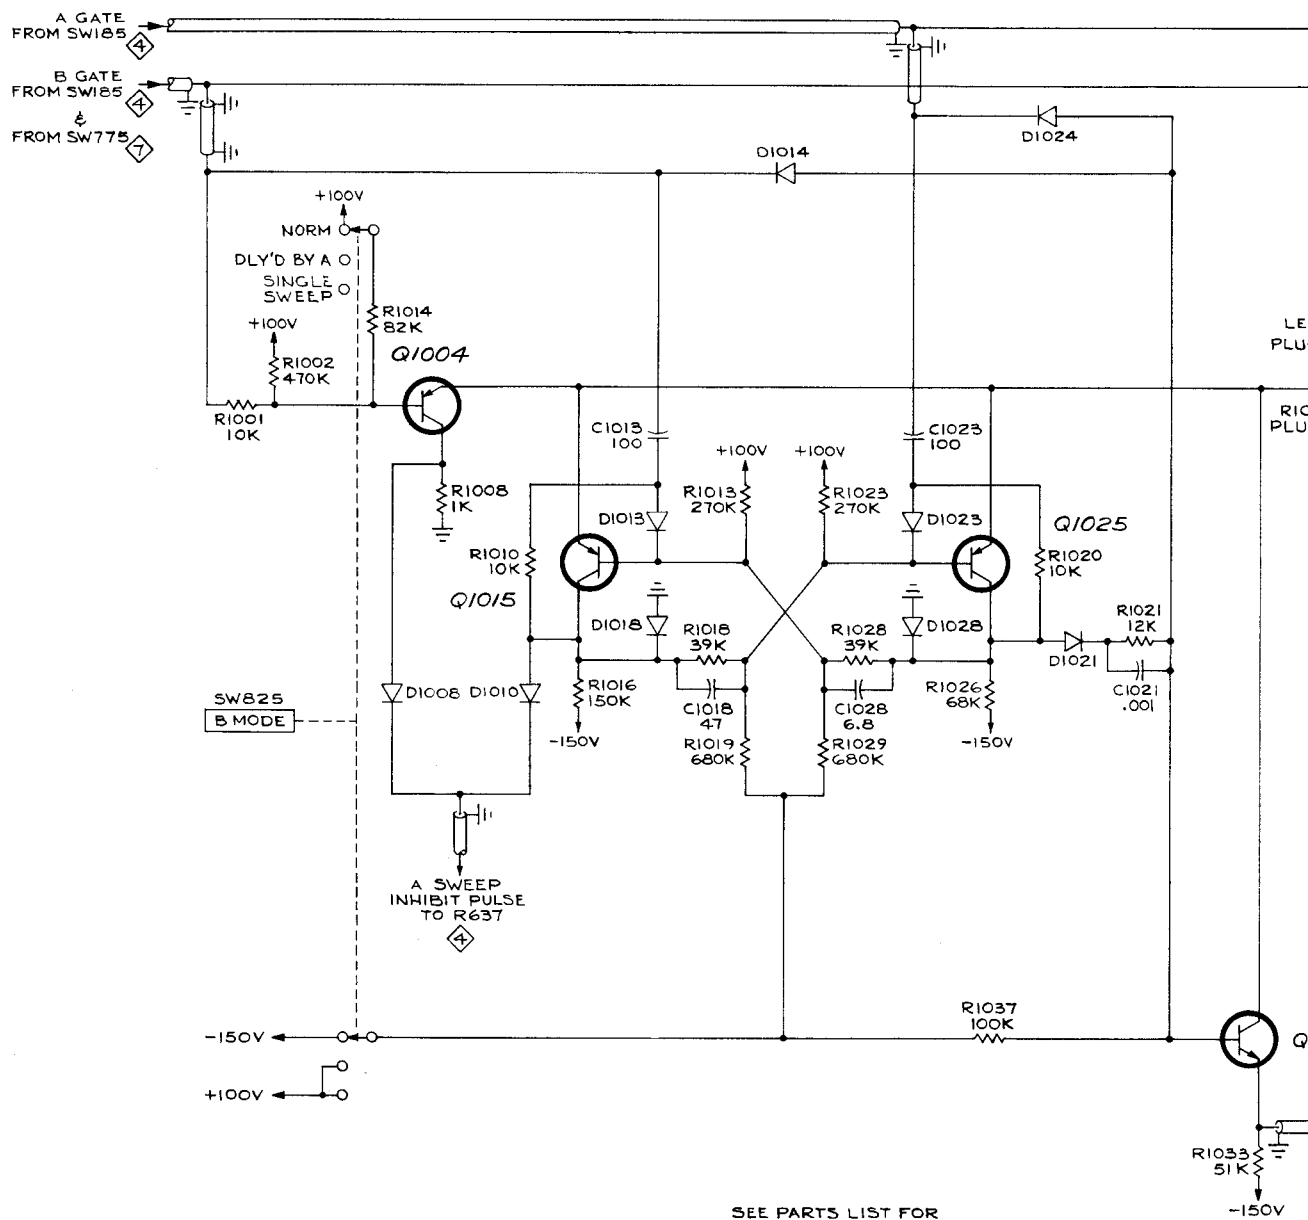 A GATE
FROM SW185
4
B GATE
FROM SW185
4
&
FROM SW775
7
D1024
D1014
+100V
NORM
DLY'D BY A
SINGLE
SWEEP
R1014
82K
+100V
R1002
470K
Q1004
LE
PLU
R1001
10K
R10
PLU
C1013
100
C1023
100
+100V
+100V
R1008
1K
R1013
270K
R1023
270K
D1013
D1023
Q1025
R1010
10K
R1020
10K
Q1015
D1018
R1018
39K
R1028
39K
D1028
R1021
12K
D1021
D1008
D1010
R1016
150K
C1018
47
C1028
6.8
R1026
68K
C1021
.001
SW825
B MODE
-150V
R1019
680K
R1029
680K
-150V
A SWEEP
INHIBIT PULSE
TO R637
4
R1037
100K
-150V
Q
+100V
R1033
51K
-150V
SEE PARTS LIST FOR